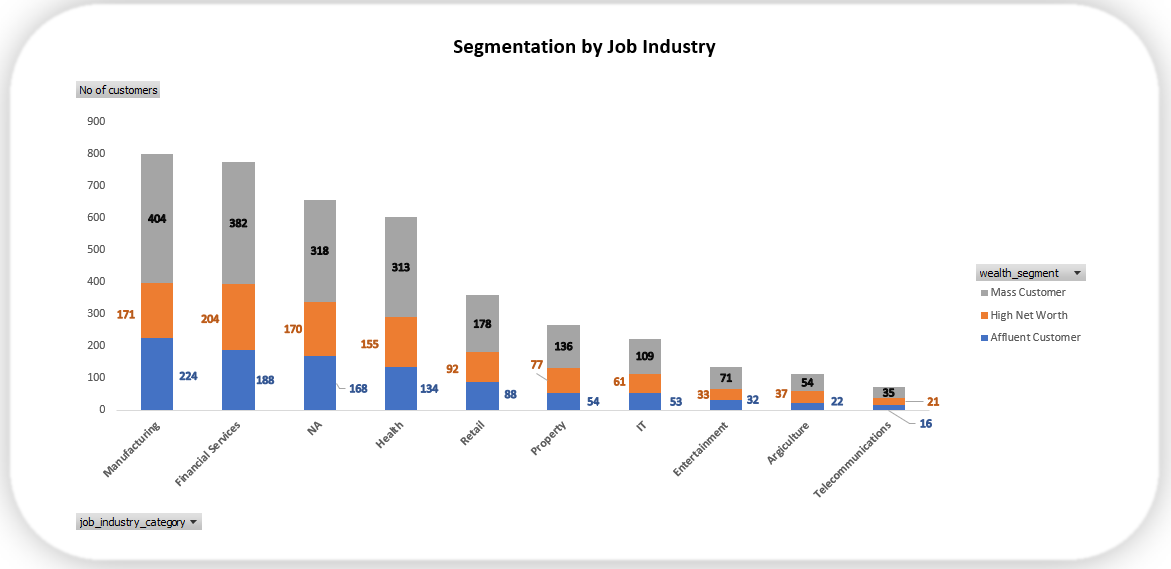 Segmentation by Job Industry
No of customers
900
800
700
600
500
400
300
200
100
0
404
171
224
382
204
188
318
170
168
313
155
134
178
92
88
136
77
54
109
61
53
71
33
32
54
37
22
35
21
16
Manufacturing
Financial Services
NA
Health
Retail
Property
IT
Entertainment
Argiculture
Telecommunications
wealth_segment
Mass Customer
High Net Worth
Affluent Customer
job_industry_category